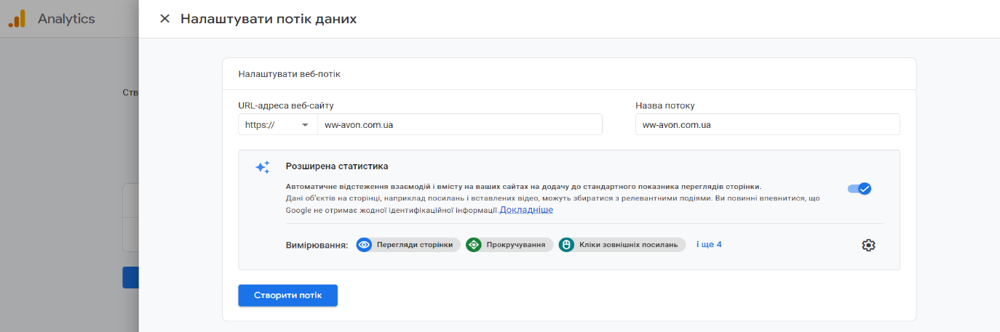 Analytics
Налаштувати потік даних
Ств
Налаштувати веб-потік
URL-адреса веб-сайту
Назва потоку
https://
ww-avon.com.ua
ww-avon.com.ua
Розширена статистика
Автоматичне відстеження взаємодій і вмісту на ваших сайтах на додачу до стандартного показника переглядів сторінки.
Дані об'єктів на сторінці, наприклад посилань і вставлених відео, можуть збиратися з релевантними подіями. Ви повинні впевнитися, що
Google не отримає жодної ідентифікаційної інформації.Докладніше
Вимірювання:
Перегляди сторінки
Прокручування
Кліки зовнішніх посилань
і ще 4
Створити потік